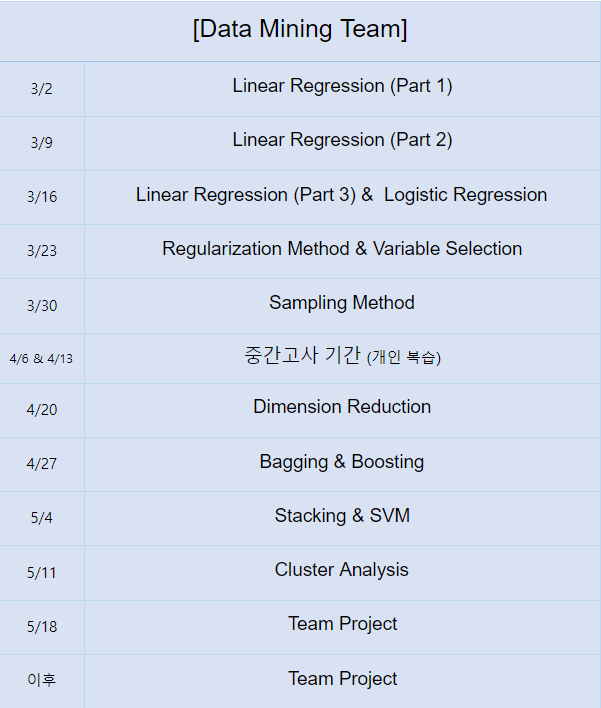 [Data Mining Team]
3/2 Linear Regression (Part 1)
3/9 Linear Regression (Part 2)
3/16 Linear Regression (Part 3) & Logistic Regression
3/23 Regularization Method & Variable Selection
3/30 Sampling Method
4/6 & 4/13 중간고사 기간 (개인 복습)
4/20 Dimension Reduction
4/27 Bagging & Boosting
5/4 Stacking & SVM
5/11 Cluster Analysis
5/18 Team Project
이후 Team Project